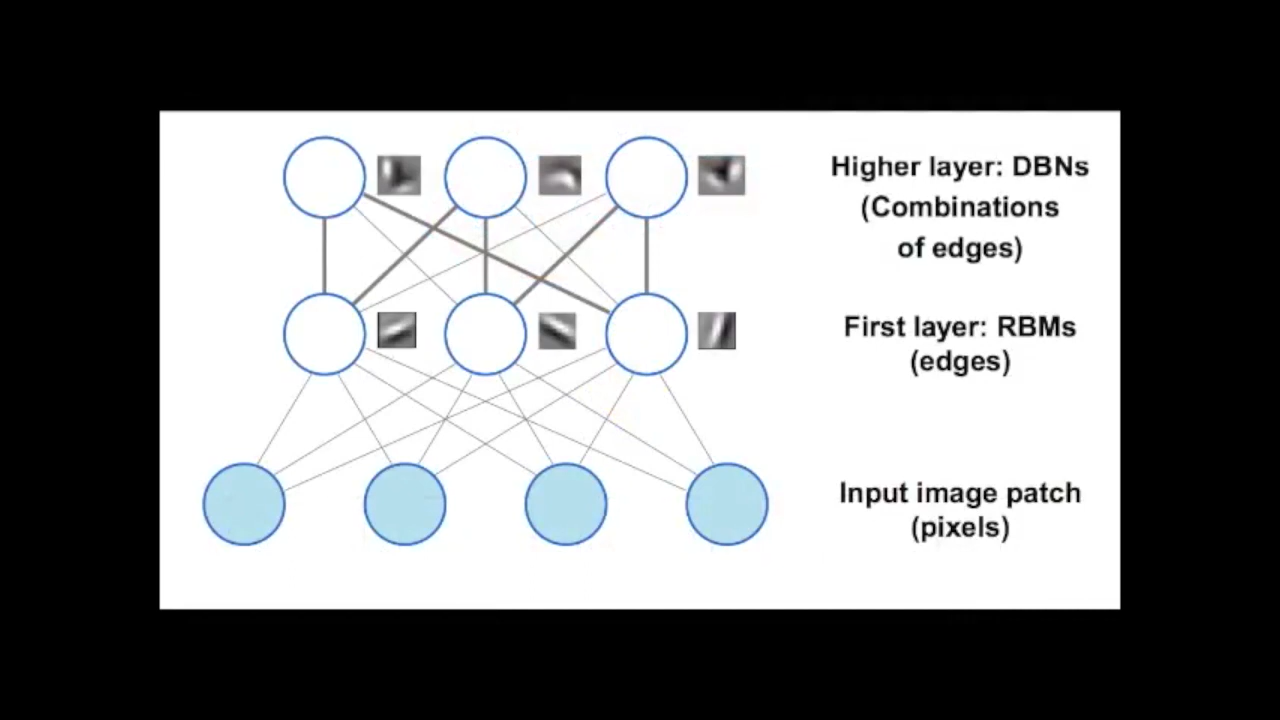 Higher layer: DBNs
(Combinations
of edges)
First layer: RBMs
(edges)
Input image patch
(pixels)